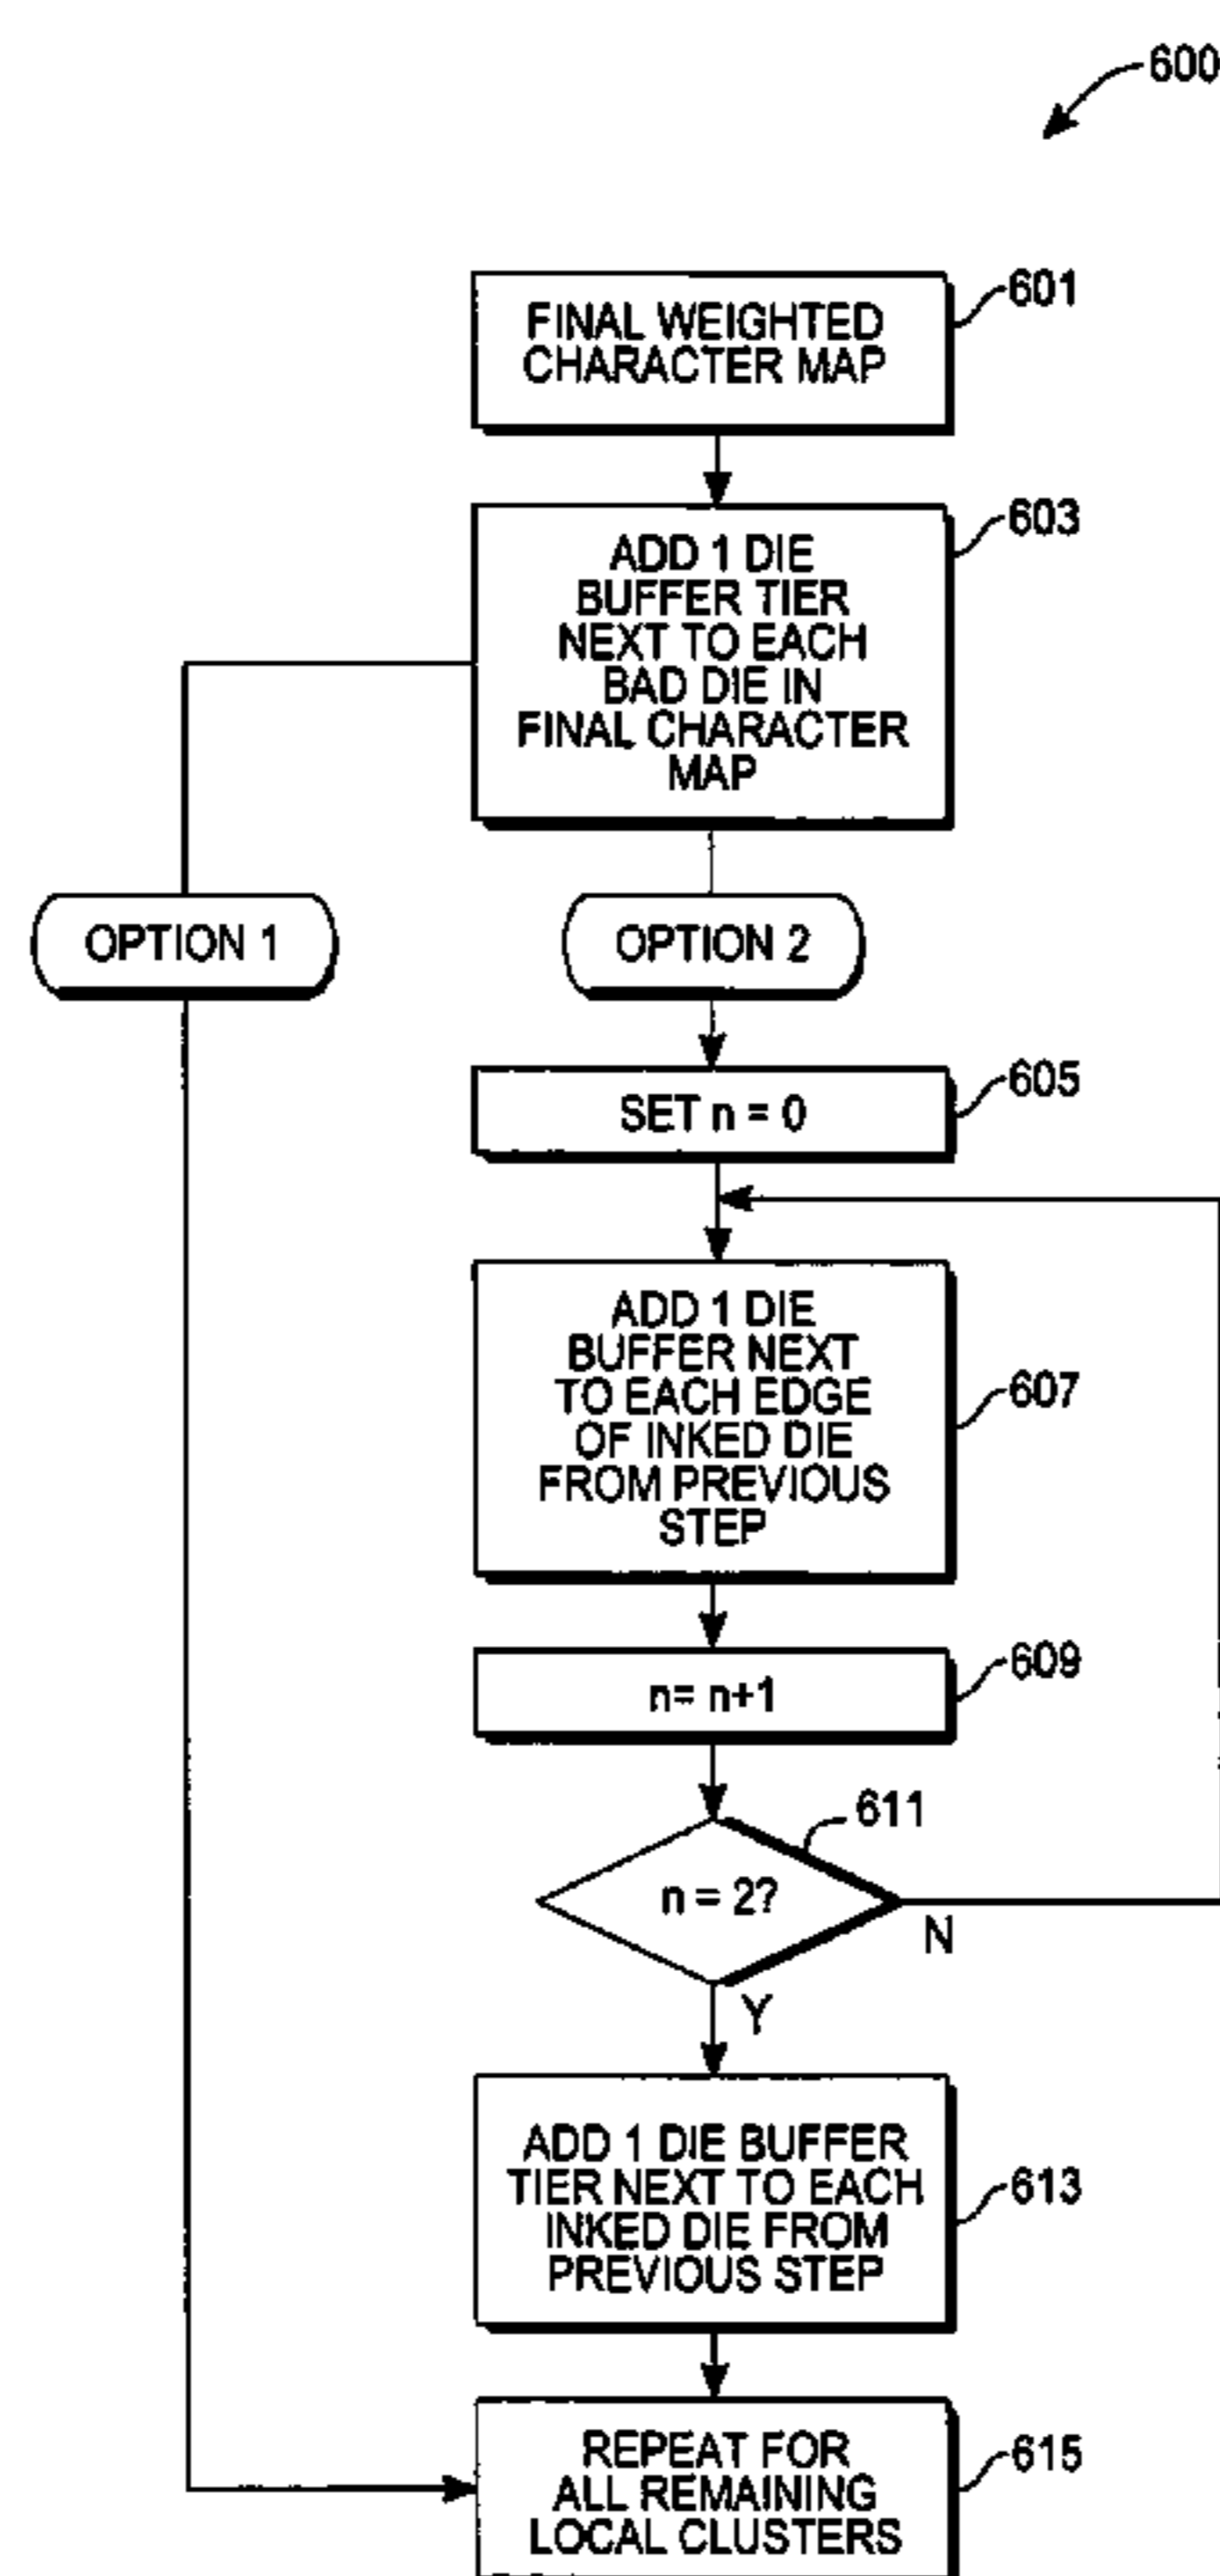 600
FINAL WEIGHTED
CHARACTER MAP
601
ADD 1 DIE
BUFFER TIER
NEXT TO EACH
BAD DIE IN
FINAL CHARACTER
MAP
603
OPTION 1
OPTION 2
SET n = 0
605
ADD 1 DIE
BUFFER NEXT
TO EACH EDGE
OF INKED DIE
FROM PREVIOUS
STEP
607
n= n+1
609
611
n = 2?
N
Y
ADD 1 DIE BUFFER
TIER NEXT TO EACH
INKED DIE FROM
PREVIOUS STEP
613
REPEAT FOR
ALL REMAINING
LOCAL CLUSTERS
615